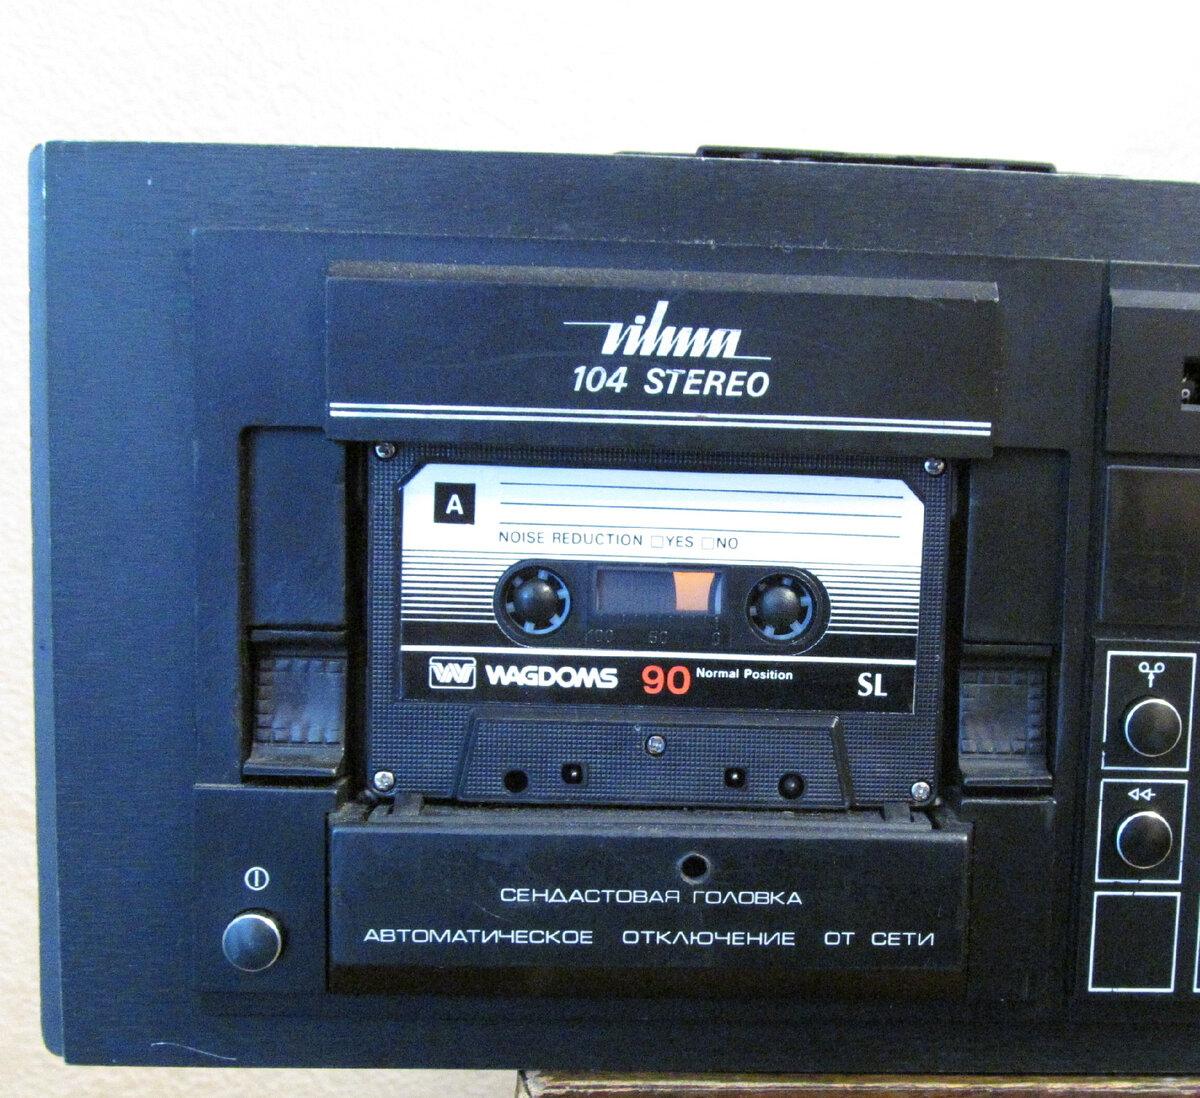 vilma
104 STEREO
A
NOISE REDUCTION □YES □NO
100 50 0
WAGDOMS 90 Normal Position SL
СЕНДАСТОВАЯ ГОЛОВКА
АВТОМАТИЧЕСКОЕ ОТКЛЮЧЕНИЕ ОТ СЕТИ